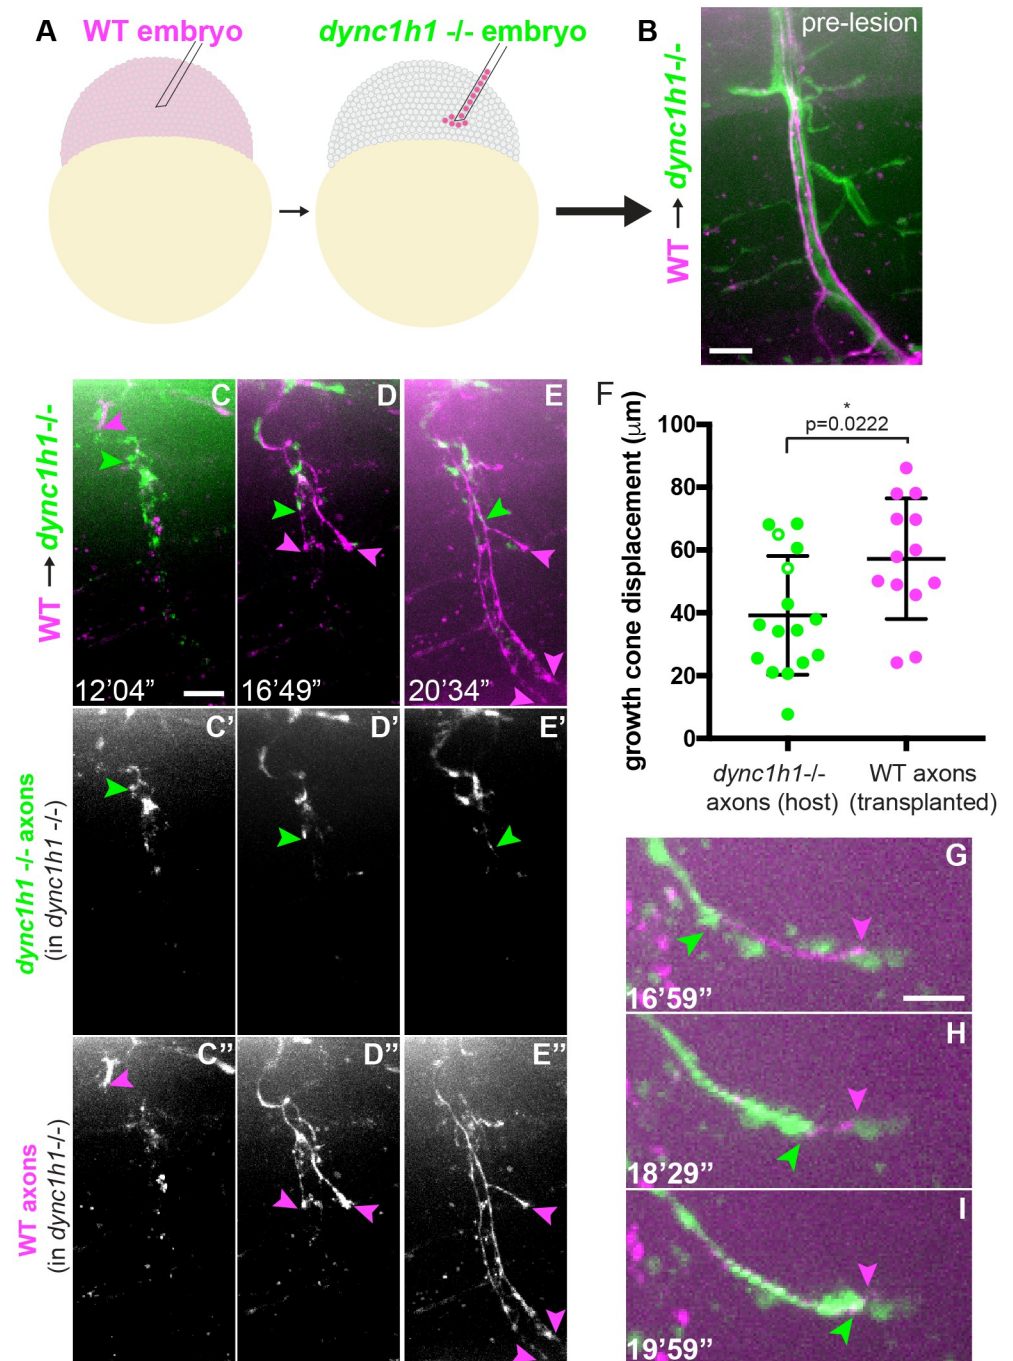 A
WT embryo
dync1h1 -/- embryo
B
WT → dync1h1-/-
pre-lesion
WT → dync1h1-/-
C
12’04”
D
16’49”
E
20’34”
dync1h1 -/- axons
(in dync1h1 -/-)
C’
D’
E’
WT axons
(in dync1h1-/-)
C”
D”
E”
F
growth cone displacement (μm)
100
80
60
40
20
0
*
p=0.0222
dync1h1-/-
axons (host)
WT axons
(transplanted)
G
16’59”
H
18’29”
I
19’59”